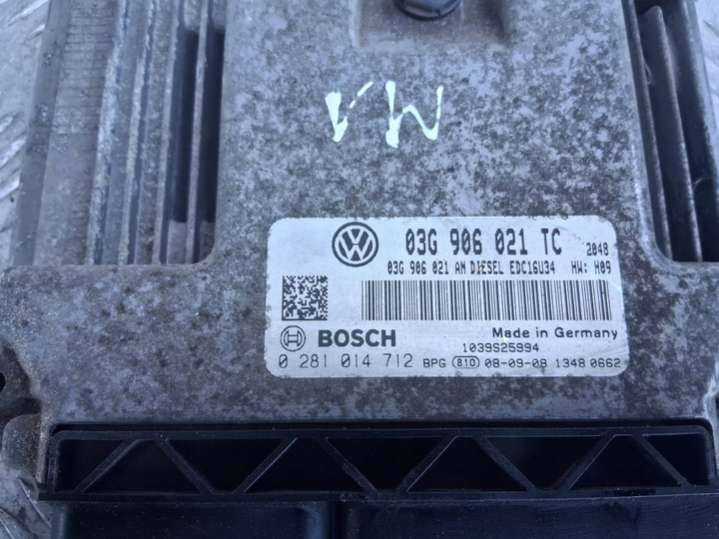 M1
03G 906 021 TC 2048
03G 906 021 AN DIESEL EDC16U34 HW: H09
BOSCH
Made in Germany
1039S25994
0 281 014 712 BPG 810 08-09-08 1348 0662